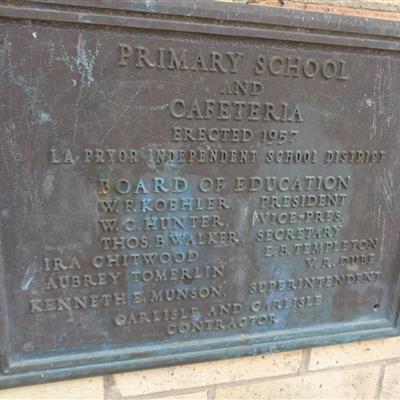 PRIMARY SCHOOL
AND
CAFETERIA
ERECTED 1957
LA PRYOR INDEPENDENT SCHOOL DISTRICT
BOARD OF EDUCATION
W. F. KOEHLER, PRESIDENT
W. C. HUNTER, VICE-PRES.
THOS. B. WALKER, SECRETARY
IRA CHITWOOD E. B. TEMPLETON
AUBREY TOMERLIN V. R. DUBE
KENNETH E. MUNSON, SUPERINTENDENT
CARLISLE AND CARLISLE
CONTRACTOR